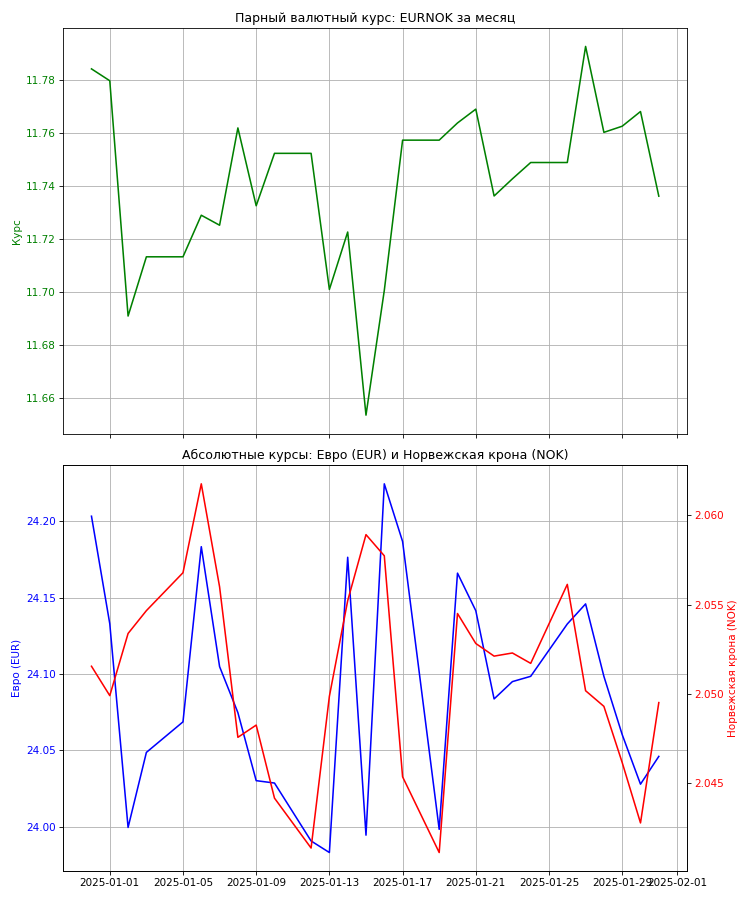 Парный валютный курс: EURNOK за месяц
11.78
11.76
11.74
11.72
11.70
11.68
11.66
Курс
Абсолютные курсы: Евро (EUR) и Норвежская крона (NOK)
24.20
24.15
24.10
24.05
24.00
Евро (EUR)
2.060
2.055
2.050
2.045
Норвежская крона (NOK)
2025-01-01 2025-01-05 2025-01-09 2025-01-13 2025-01-17 2025-01-21 2025-01-25 2025-01-29 2025-02-01